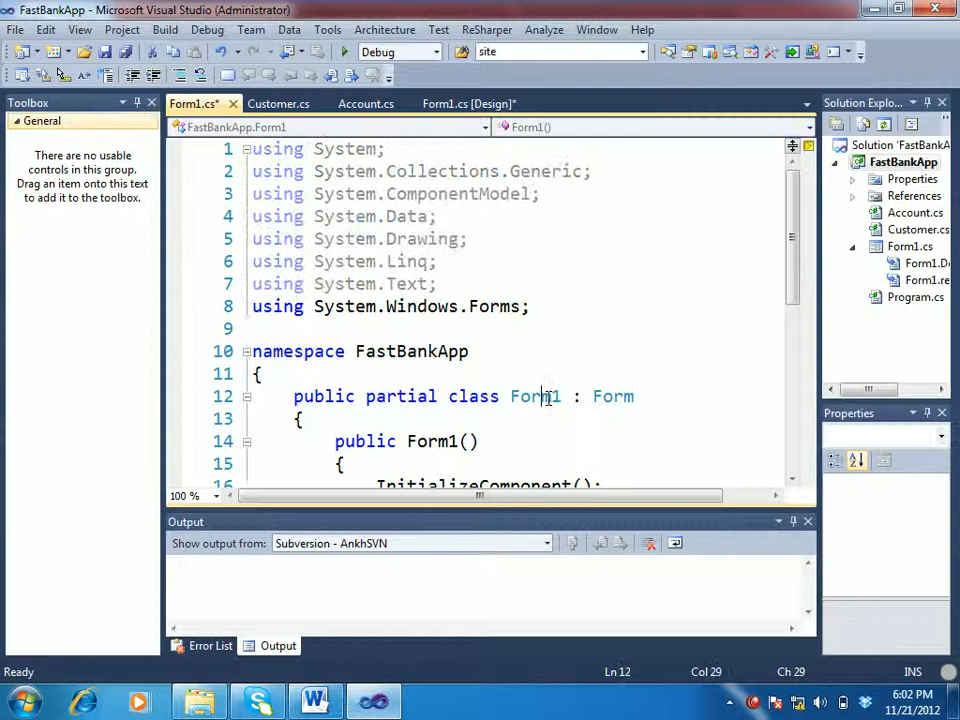 FastBankApp - Microsoft Visual Studio (Administrator)
File Edit View Project Build Debug Team Data Tools Architecture Test ReSharper Analyze Window Help
Debug site
Toolbox
General
There are no usable
controls in this group.
Drag an item onto this text
to add it to the toolbox.
Form1.cs* Customer.cs Account.cs Form1.cs [Design]*
FastBankApp.Form1 Form1()
1 using System;
2 using System.Collections.Generic;
3 using System.ComponentModel;
4 using System.Data;
5 using System.Drawing;
6 using System.Linq;
7 using System.Text;
8 using System.Windows.Forms;
9
10 namespace FastBankApp
11 {
12 public partial class Form1 : Form
13 {
14 public Form1()
15 {
16 InitializeComponent();
100 %
Solution Explo...
Solution 'FastBankA
FastBankApp
Properties
References
Account.cs
Customer.cs
Form1.cs
Form1.D
Form1.re
Program.cs
Properties
Output
Show output from: Subversion - AnkhSVN
Error List Output
Ready Ln 12 Col 29 Ch 29 INS
6:02 PM
11/21/2012